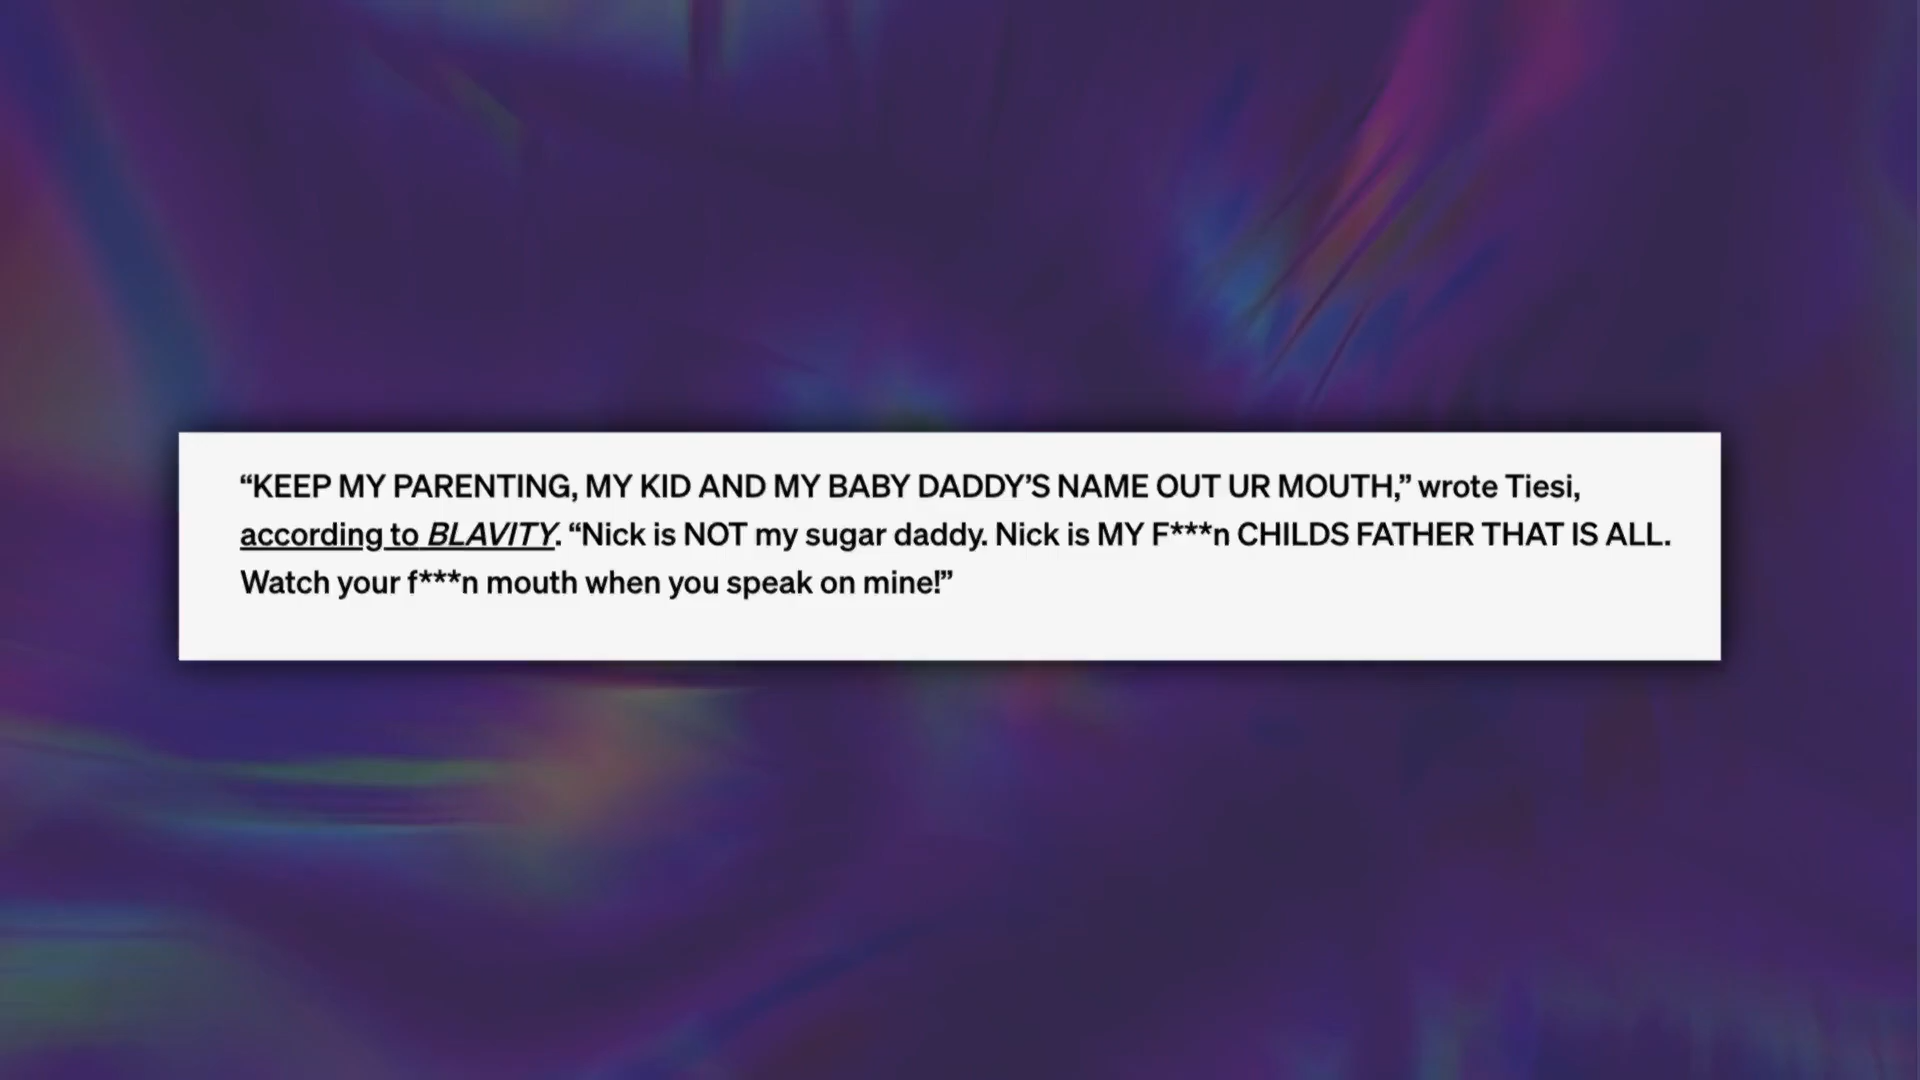 “KEEP MY PARENTING, MY KID AND MY BABY DADDY’S NAME OUT UR MOUTH,” wrote Tiesi,
according to BLAVITY. “Nick is NOT my sugar daddy. Nick is MY F***n CHILDS FATHER THAT IS ALL.
Watch your f***n mouth when you speak on mine!”